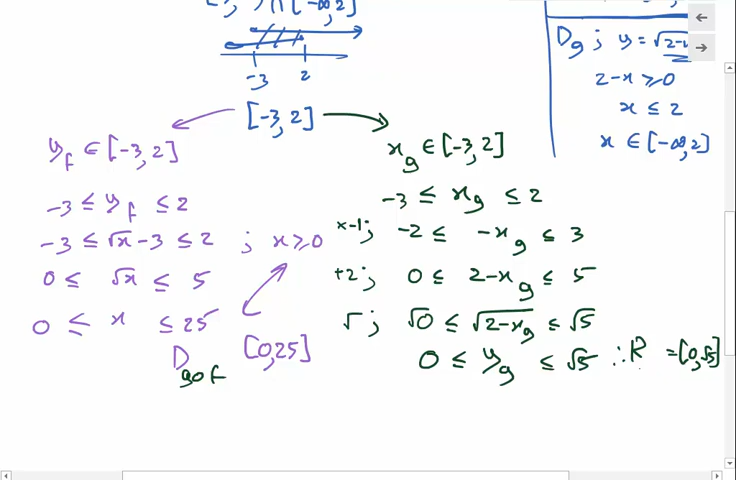 [-∞, 2]
D_g ; y = √2-
2-x ≥ 0
x ≤ 2
x ∈ [-∞, 2]
-3 2
[-3, 2]
y_f ∈ [-3, 2]
-3 ≤ y_f ≤ 2
-3 ≤ √x - 3 ≤ 2 ; x ≥ 0
0 ≤ √x ≤ 5
0 ≤ x ≤ 25
D_gof [0, 25]
x_g ∈ [-3, 2]
-3 ≤ x_g ≤ 2
x-1; -2 ≤ -x_g ≤ 3
+2; 0 ≤ 2-x_g ≤ 5
√; √0 ≤ √2-x_g ≤ √5
0 ≤ y_g ≤ √5 ∴ R = [0, √5]